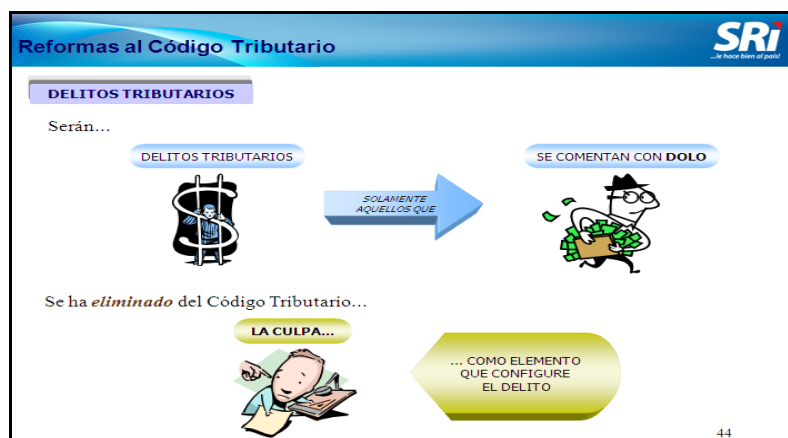 Reformas al Código Tributario
SRi
...le hace bien al país!
DELITOS TRIBUTARIOS
Serán...
DELITOS TRIBUTARIOS
SE COMENTAN CON DOLO
SOLAMENTE
AQUELLOS QUE
Se ha eliminado del Código Tributario...
LA CULPA...
... COMO ELEMENTO
QUE CONFIGURE
EL DELITO
44